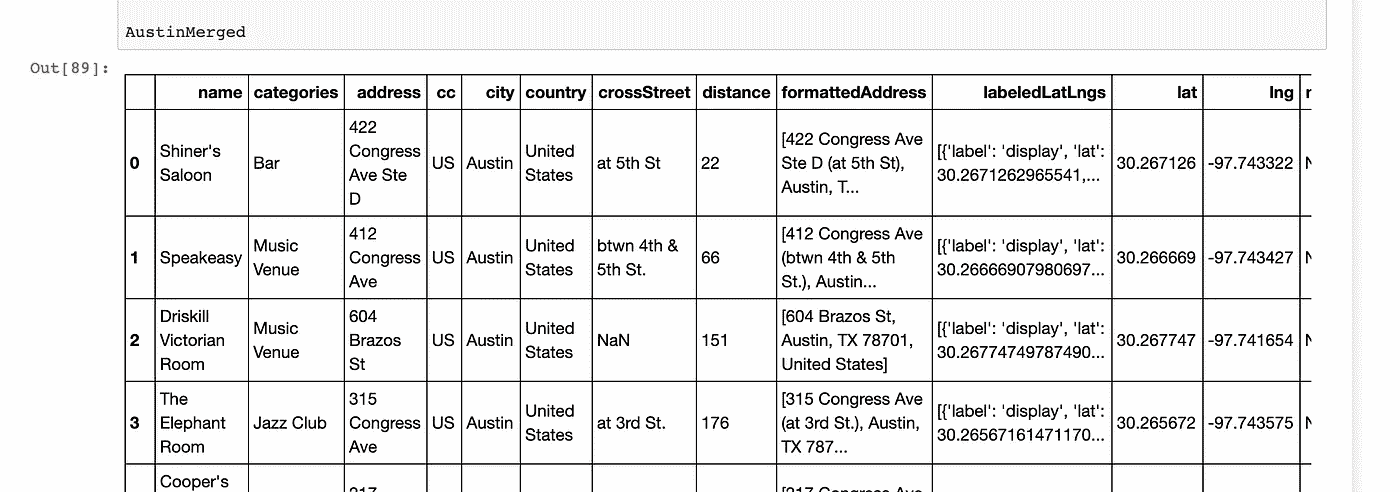 AustinMerged
Out[89]:
name categories address cc city country crossStreet distance formattedAddress labeledLatLngs lat lng
0 Shiner's Saloon Bar 422 Congress Ave Ste D US Austin United States at 5th St 22 [422 Congress Ave Ste D (at 5th St), Austin, T... [{'label': 'display', 'lat': 30.2671262965541,... 30.267126 -97.743322 N
1 Speakeasy Music Venue 412 Congress Ave US Austin United States btwn 4th & 5th St. 66 [412 Congress Ave (btwn 4th & 5th St.), Austin... [{'label': 'display', 'lat': 30.26666907980697... 30.266669 -97.743427 N
2 Driskill Victorian Room Music Venue 604 Brazos St US Austin United States NaN 151 [604 Brazos St, Austin, TX 78701, United States] [{'label': 'display', 'lat': 30.26774749787490... 30.267747 -97.741654 N
3 The Elephant Room Jazz Club 315 Congress Ave US Austin United States at 3rd St. 176 [315 Congress Ave (at 3rd St.), Austin, TX 787... [{'label': 'display', 'lat': 30.26567161471170... 30.265672 -97.743575 N
Cooper's